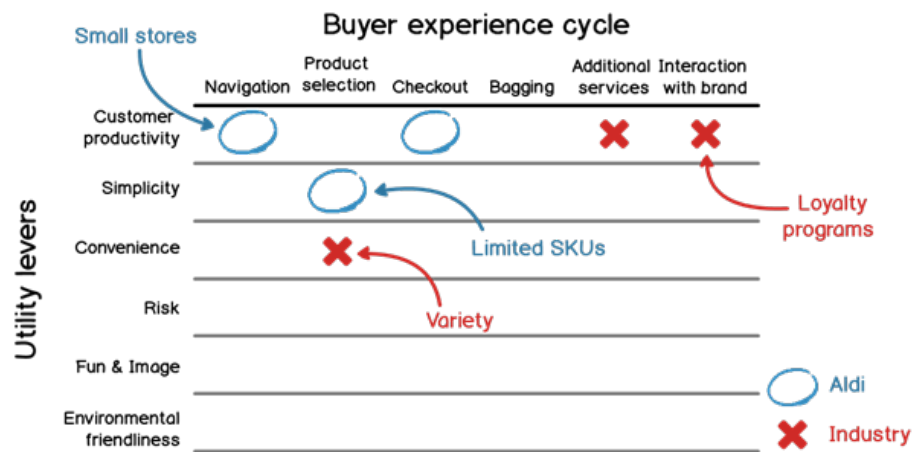 Buyer experience cycle
Small stores
Navigation
Product
selection
Checkout
Bagging
Additional
services
Interaction
with brand
Utility levers
Customer
productivity
Simplicity
Convenience
Risk
Fun & Image
Environmental
friendliness
Limited SKUs
Variety
Loyalty
programs
Aldi
Industry